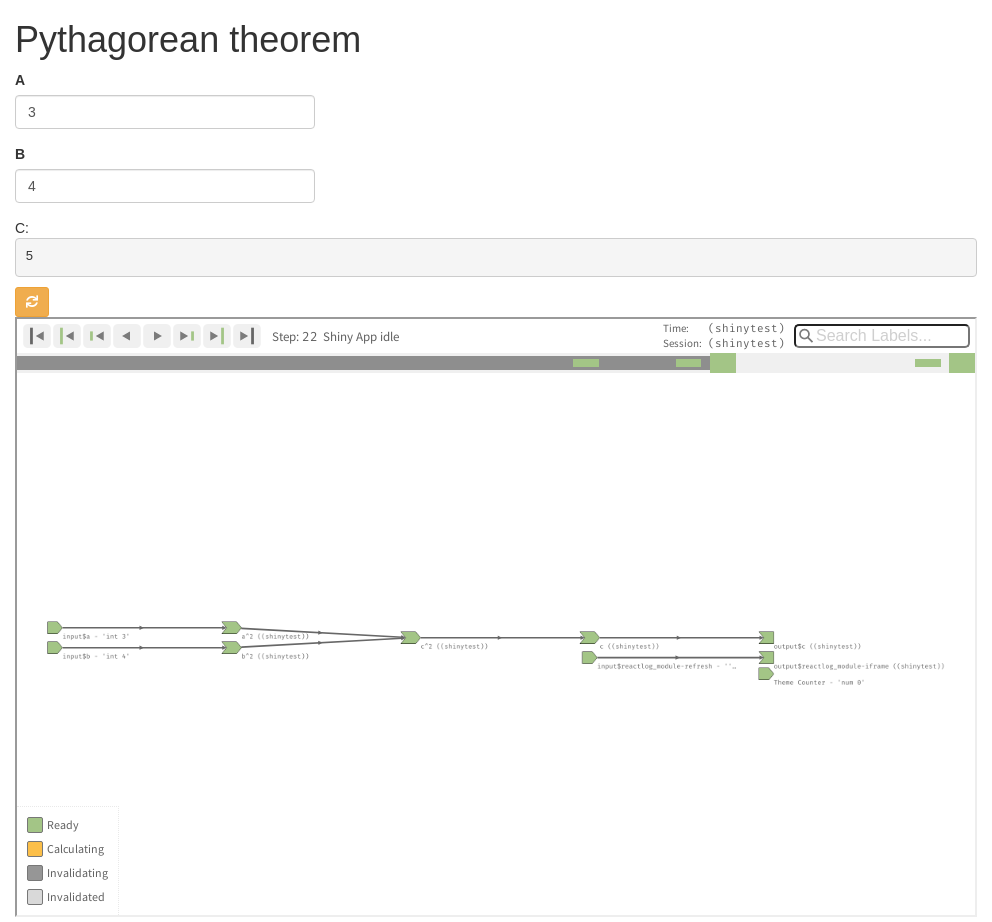 Pythagorean theorem
A
3
B
4
C:
5
Step: 22 Shiny App idle
Time: (shinytest)
Session: (shinytest)
Search Labels...
input$a - 'int 3'
a^2 ((shinytest))
input$b - 'int 4'
b^2 ((shinytest))
c^2 ((shinytest))
c ((shinytest))
output$c ((shinytest))
input$reactlog_module-refresh - '''…
output$reactlog_module-iframe ((shinytest))
Theme Counter - 'num 0'
Ready
Calculating
Invalidating
Invalidated